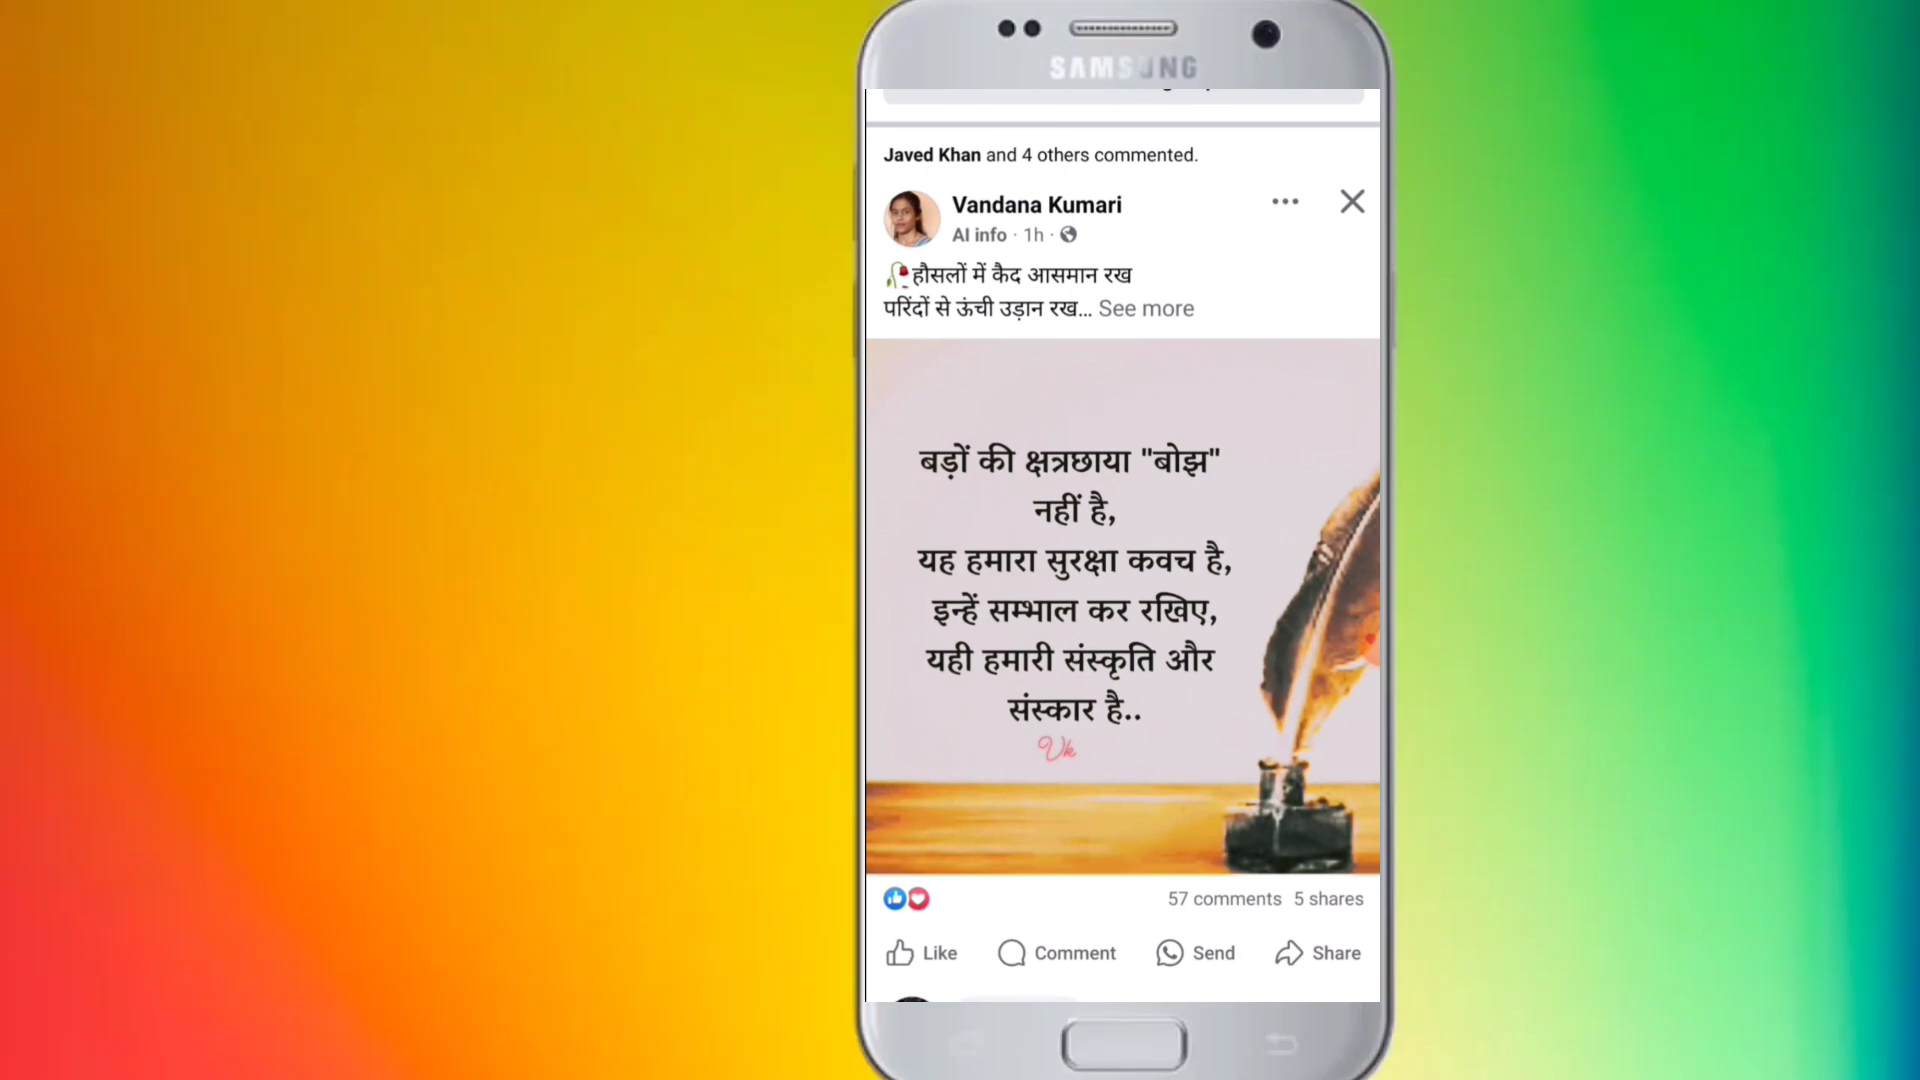 SAMSUNG
Javed Khan and 4 others commented.
Vandana Kumari
AI info · 1h ·
🥀हौसलों में कैद आसमान रख
परिंदों से ऊंची उड़ान रख... See more
बड़ों की क्षत्रछाया "बोझ"
नहीं है,
यह हमारा सुरक्षा कवच है,
इन्हें सम्भाल कर रखिए,
यही हमारी संस्कृति और
संस्कार है..
Vk
57 comments 5 shares
Like Comment Send Share